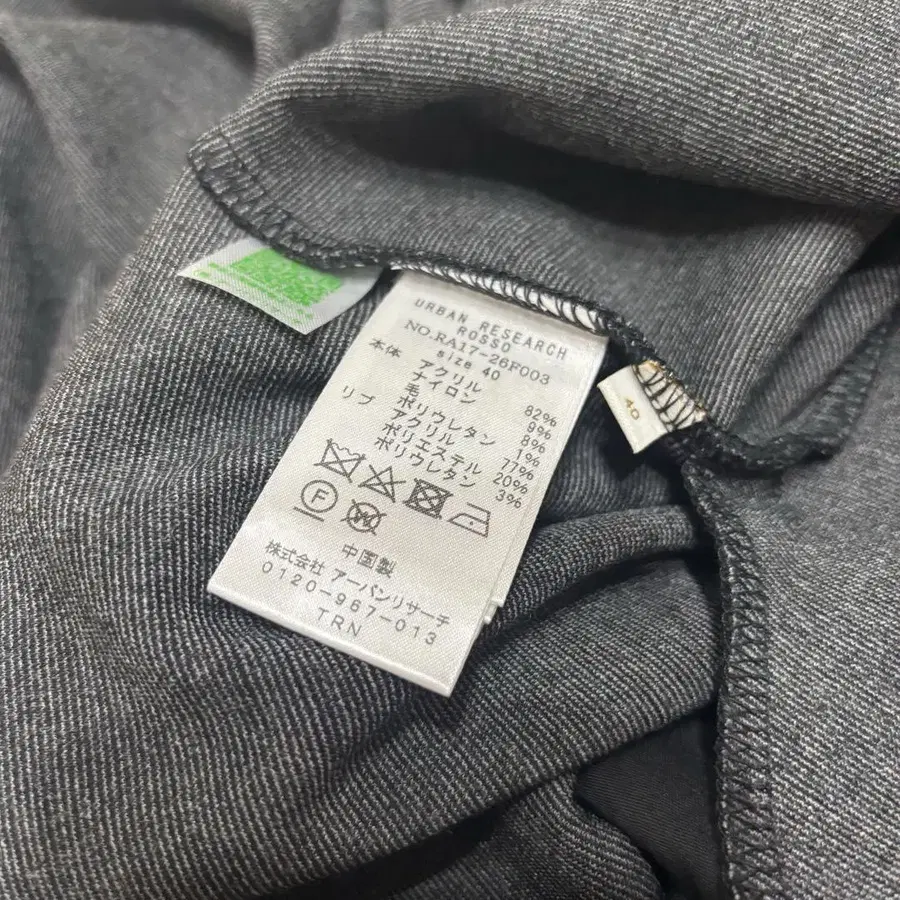 URBAN RESEARCH
ROSSO
NO.RA17-26F003
size 40
本体 アクリル 82%
ナイロン 9%
毛 8%
ポリウレタン 1%
リブ アクリル 77%
ポリエステル 20%
ポリウレタン 3%
F
W
中国製
株式会社 アーバンリサーチ
0120-967-013
TRN
40